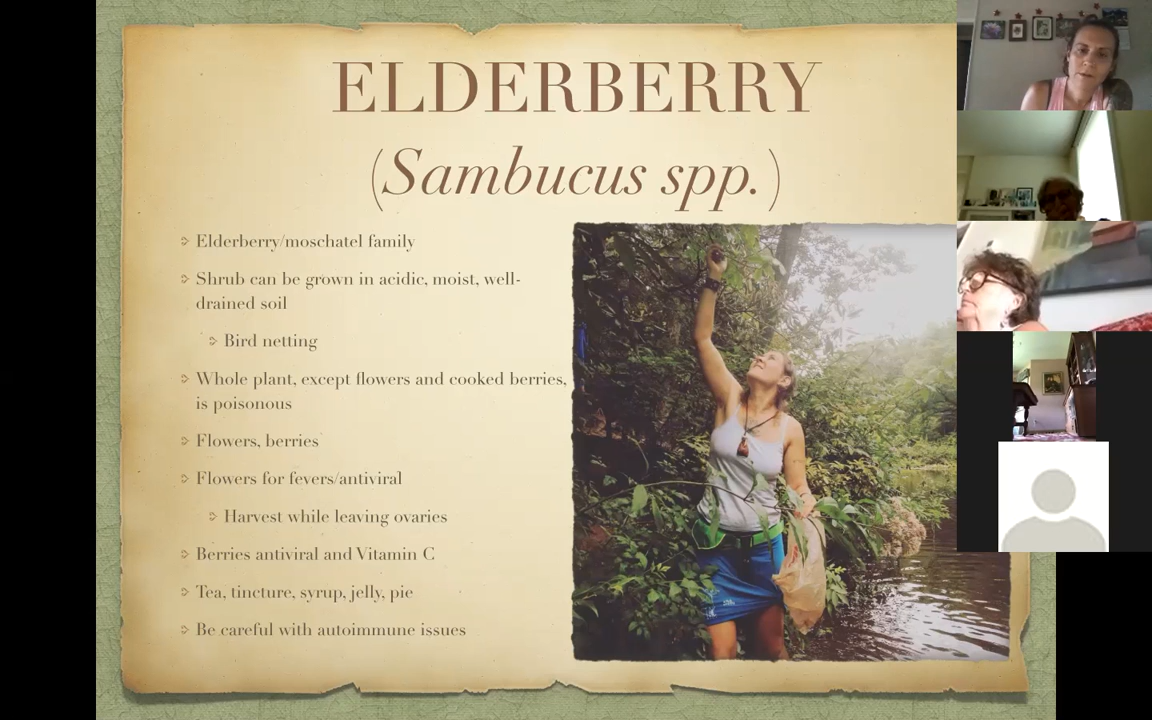 ELDERBERRY
(Sambucus spp.)
Elderberry/moschatel family
Shrub can be grown in acidic, moist, well-
drained soil
Bird netting
Whole plant, except flowers and cooked berries,
is poisonous
Flowers, berries
Flowers for fevers/antiviral
Harvest while leaving ovaries
Berries antiviral and Vitamin C
Tea, tincture, syrup, jelly, pie
Be careful with autoimmune issues